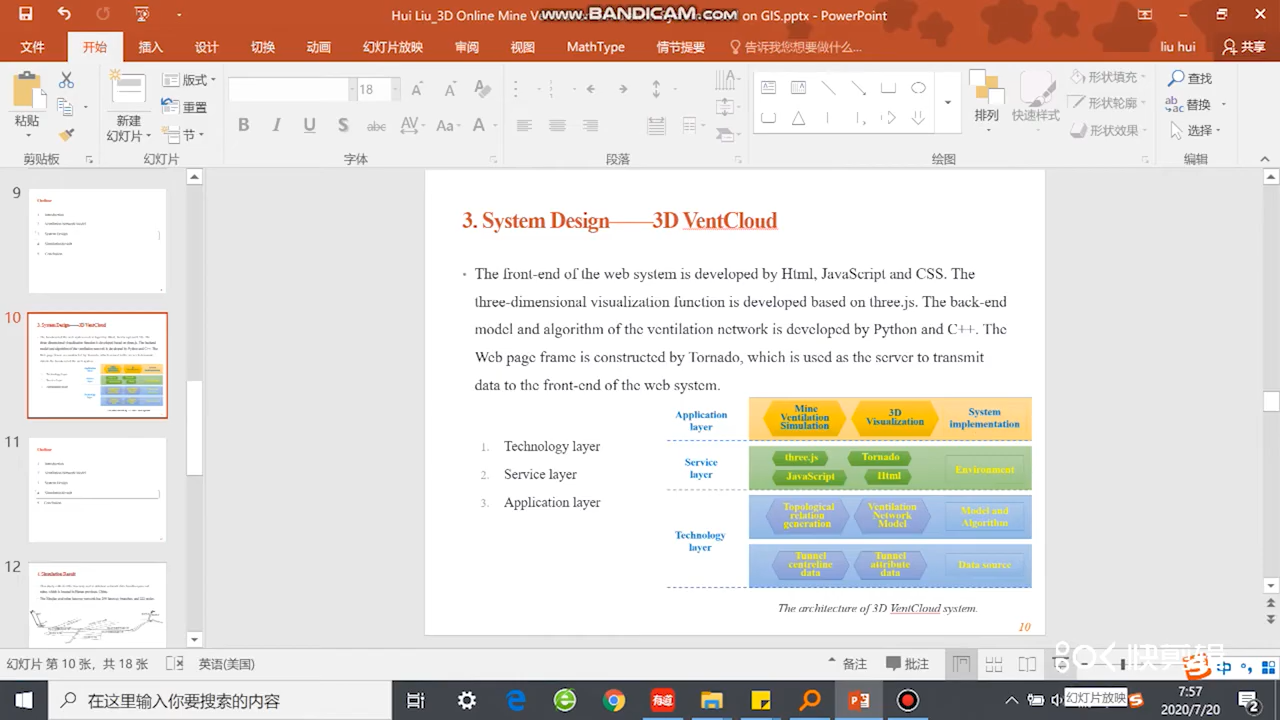 Hui Liu_3D Online Mine Ve
www.BANDICAM.com
on GIS.pptx - PowerPoint
文件
开始
插入
设计
切换
动画
幻灯片放映
审阅
视图
MathType
情节提要
告诉我您想要做什么...
liu hui
共享
粘贴
新建
幻灯片
版式
重置
节
18
B
I
U
S
abc
AV
Aa
A
排列
快速样式
形状填充
形状轮廓
形状效果
查找
替换
选择
剪贴板
幻灯片
字体
段落
绘图
编辑
9
10
11
12
3. System Design——3D VentCloud
The front-end of the web system is developed by Html, JavaScript and CSS. The
three-dimensional visualization function is developed based on three.js. The back-end
model and algorithm of the ventilation network is developed by Python and C++. The
Web page frame is constructed by Tornado, which is used as the server to transmit
data to the front-end of the web system.
1. Technology layer
2. Service layer
3. Application layer
Application
layer
Mine
Ventilation
Simulation
3D
Visualization
System
implementation
Service
layer
three.js
Tornado
JavaScript
Html
Environment
Technology
layer
Topological
relation
generation
Ventilation
Network
Model
Model and
Algorithm
Tunnel
centreline
data
Tunnel
attribute
data
Data source
The architecture of 3D VentCloud system.
10
幻灯片 第 10 张，共 18 张
英语(美国)
备注
批注
快剪辑
中
在这里输入你要搜索的内容
有道
幻灯片放映
7:57
2020/7/20
2